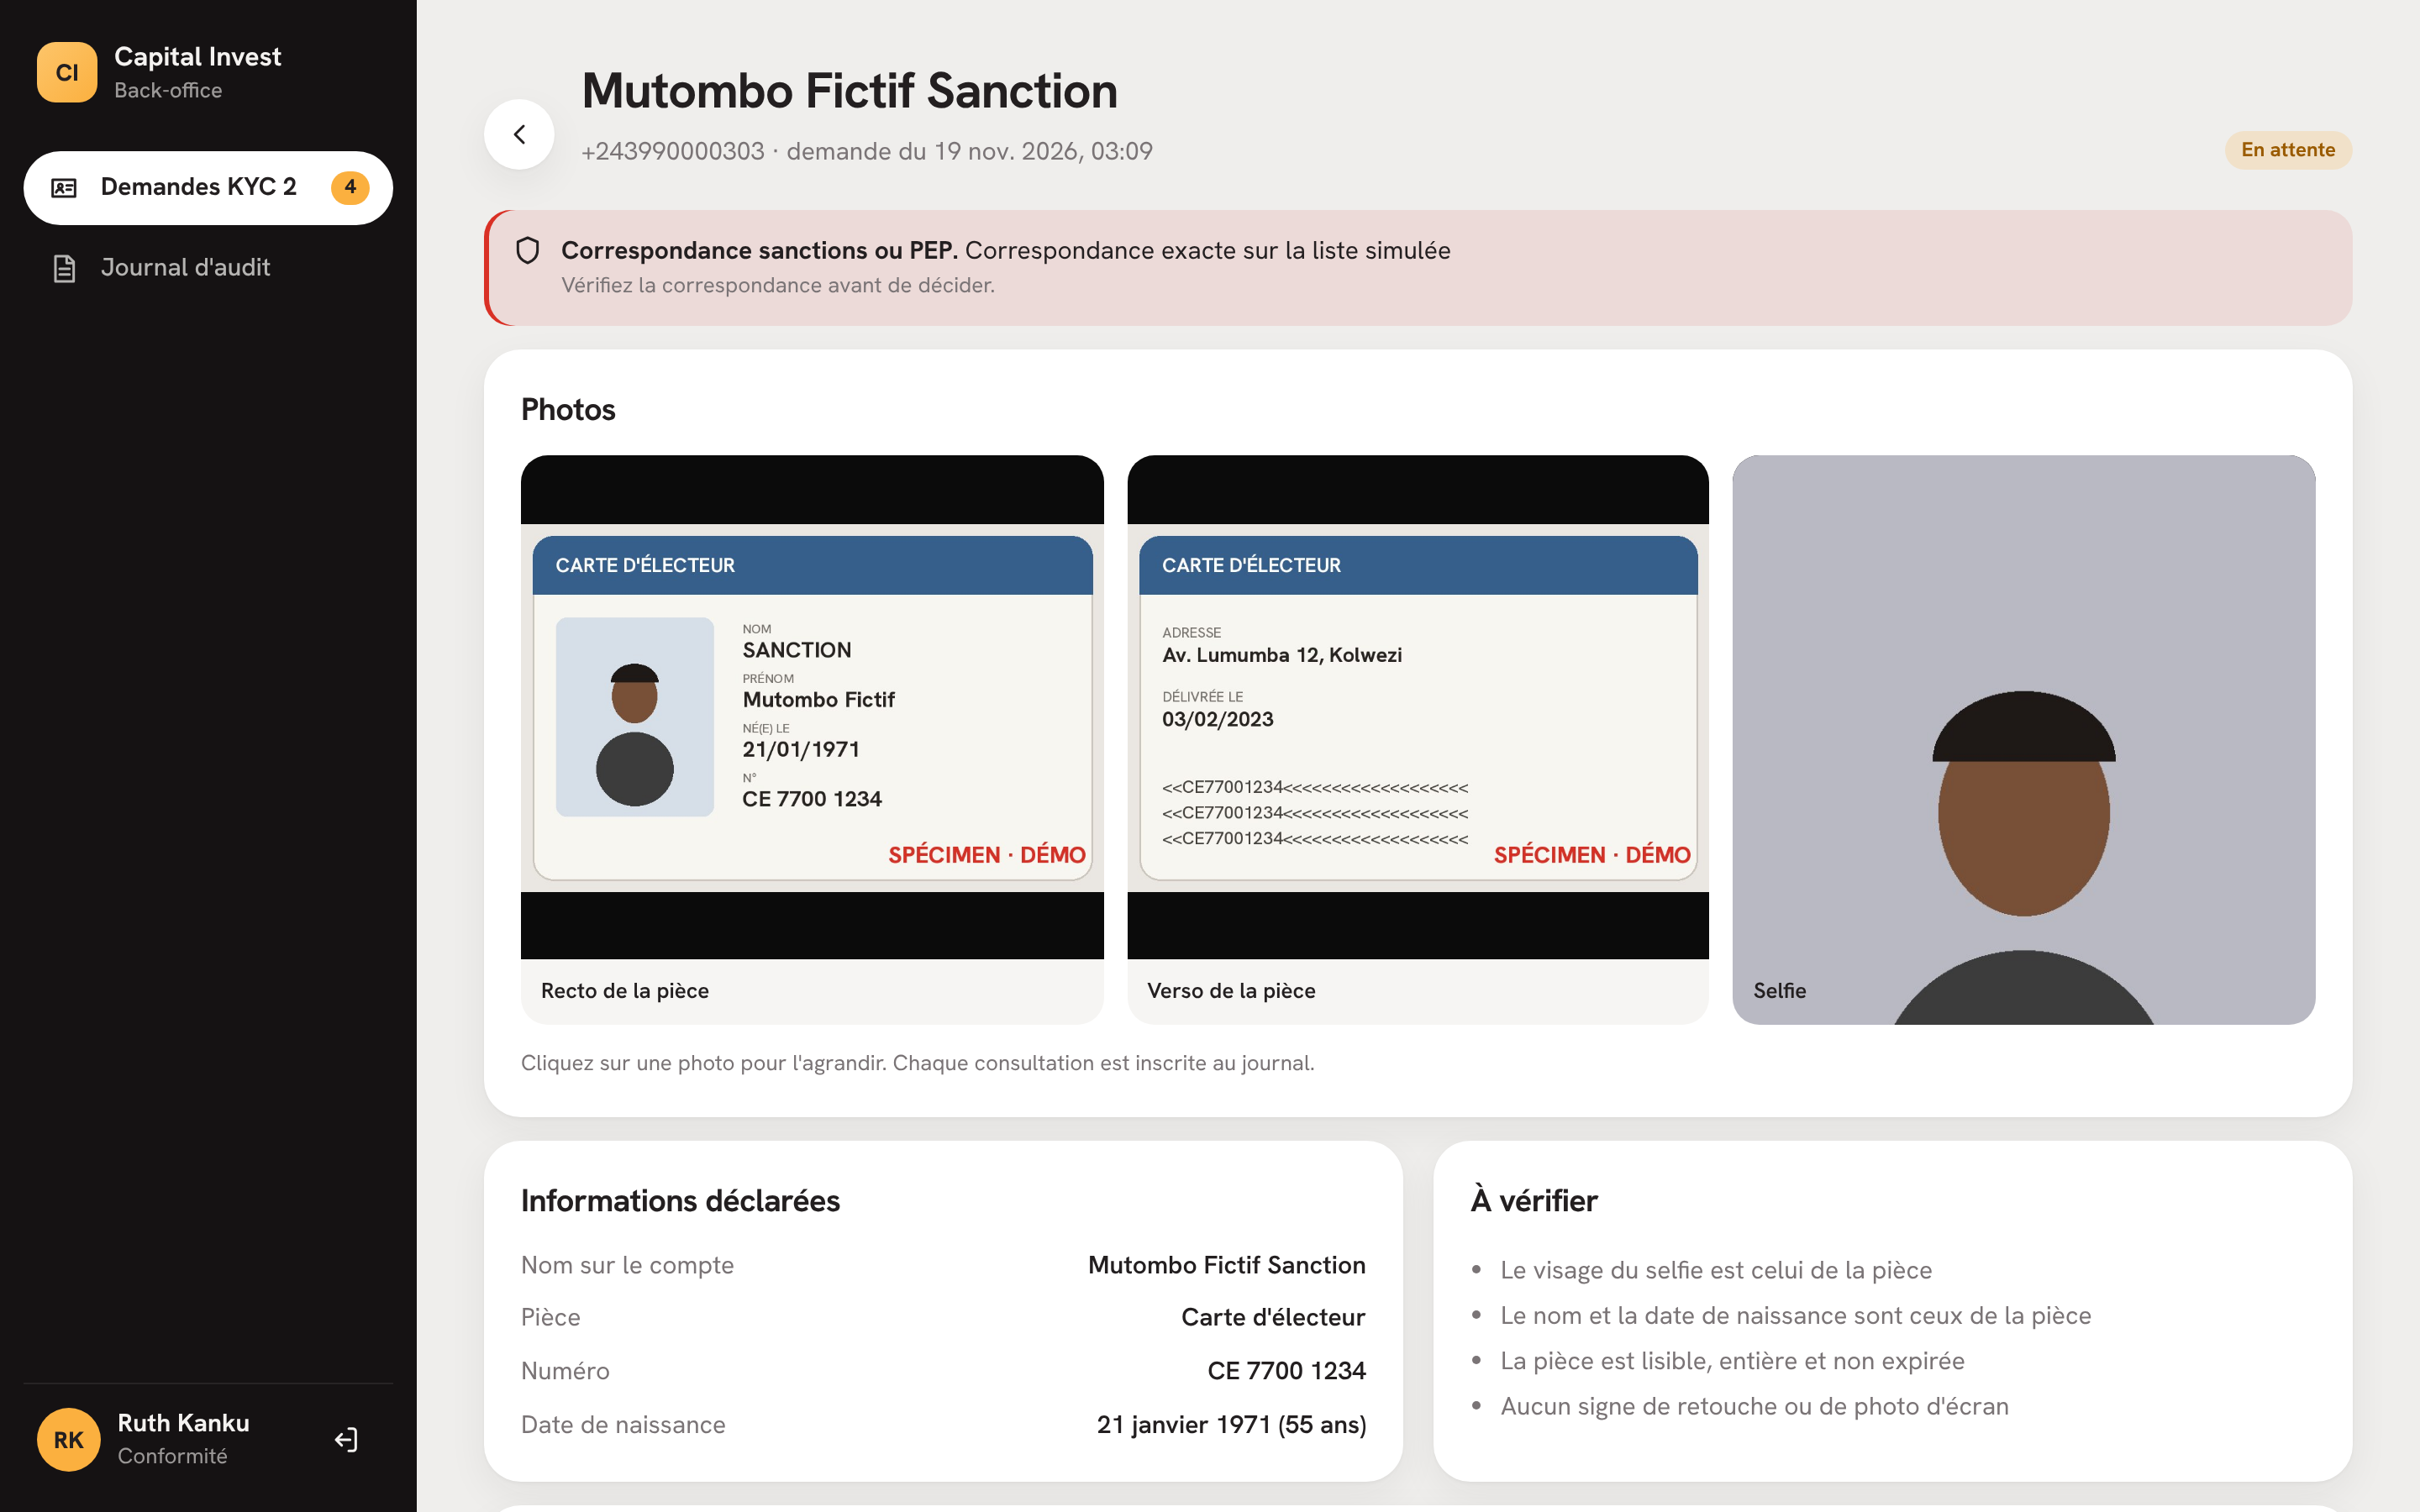 CI
Capital Invest
Back-office
Demandes KYC 2
4
Journal d'audit
Ruth Kanku
RK
Conformité
Mutombo Fictif Sanction
+243990000303 · demande du 19 nov. 2026, 03:09
En attente
Correspondance sanctions ou PEP. Correspondance exacte sur la liste simulée
Vérifiez la correspondance avant de décider.
Photos
CARTE D'ÉLECTEUR
NOM
SANCTION
PRÉNOM
Mutombo Fictif
NÉ(E) LE
21/01/1971
N°
CE 7700 1234
SPÉCIMEN · DÉMO
Recto de la pièce
CARTE D'ÉLECTEUR
ADRESSE
Av. Lumumba 12, Kolwezi
DÉLIVRÉE LE
03/02/2023
<<CE77001234<<<<<<<<<<<<<<<<<<<
<<CE77001234<<<<<<<<<<<<<<<<<<<
<<CE77001234<<<<<<<<<<<<<<<<<<<
SPÉCIMEN · DÉMO
Verso de la pièce
Selfie
Cliquez sur une photo pour l'agrandir. Chaque consultation est inscrite au journal.
Informations déclarées
Nom sur le compte Mutombo Fictif Sanction
Pièce Carte d'électeur
Numéro CE 7700 1234
Date de naissance 21 janvier 1971 (55 ans)
À vérifier
• Le visage du selfie est celui de la pièce
• Le nom et la date de naissance sont ceux de la pièce
• La pièce est lisible, entière et non expirée
• Aucun signe de retouche ou de photo d'écran